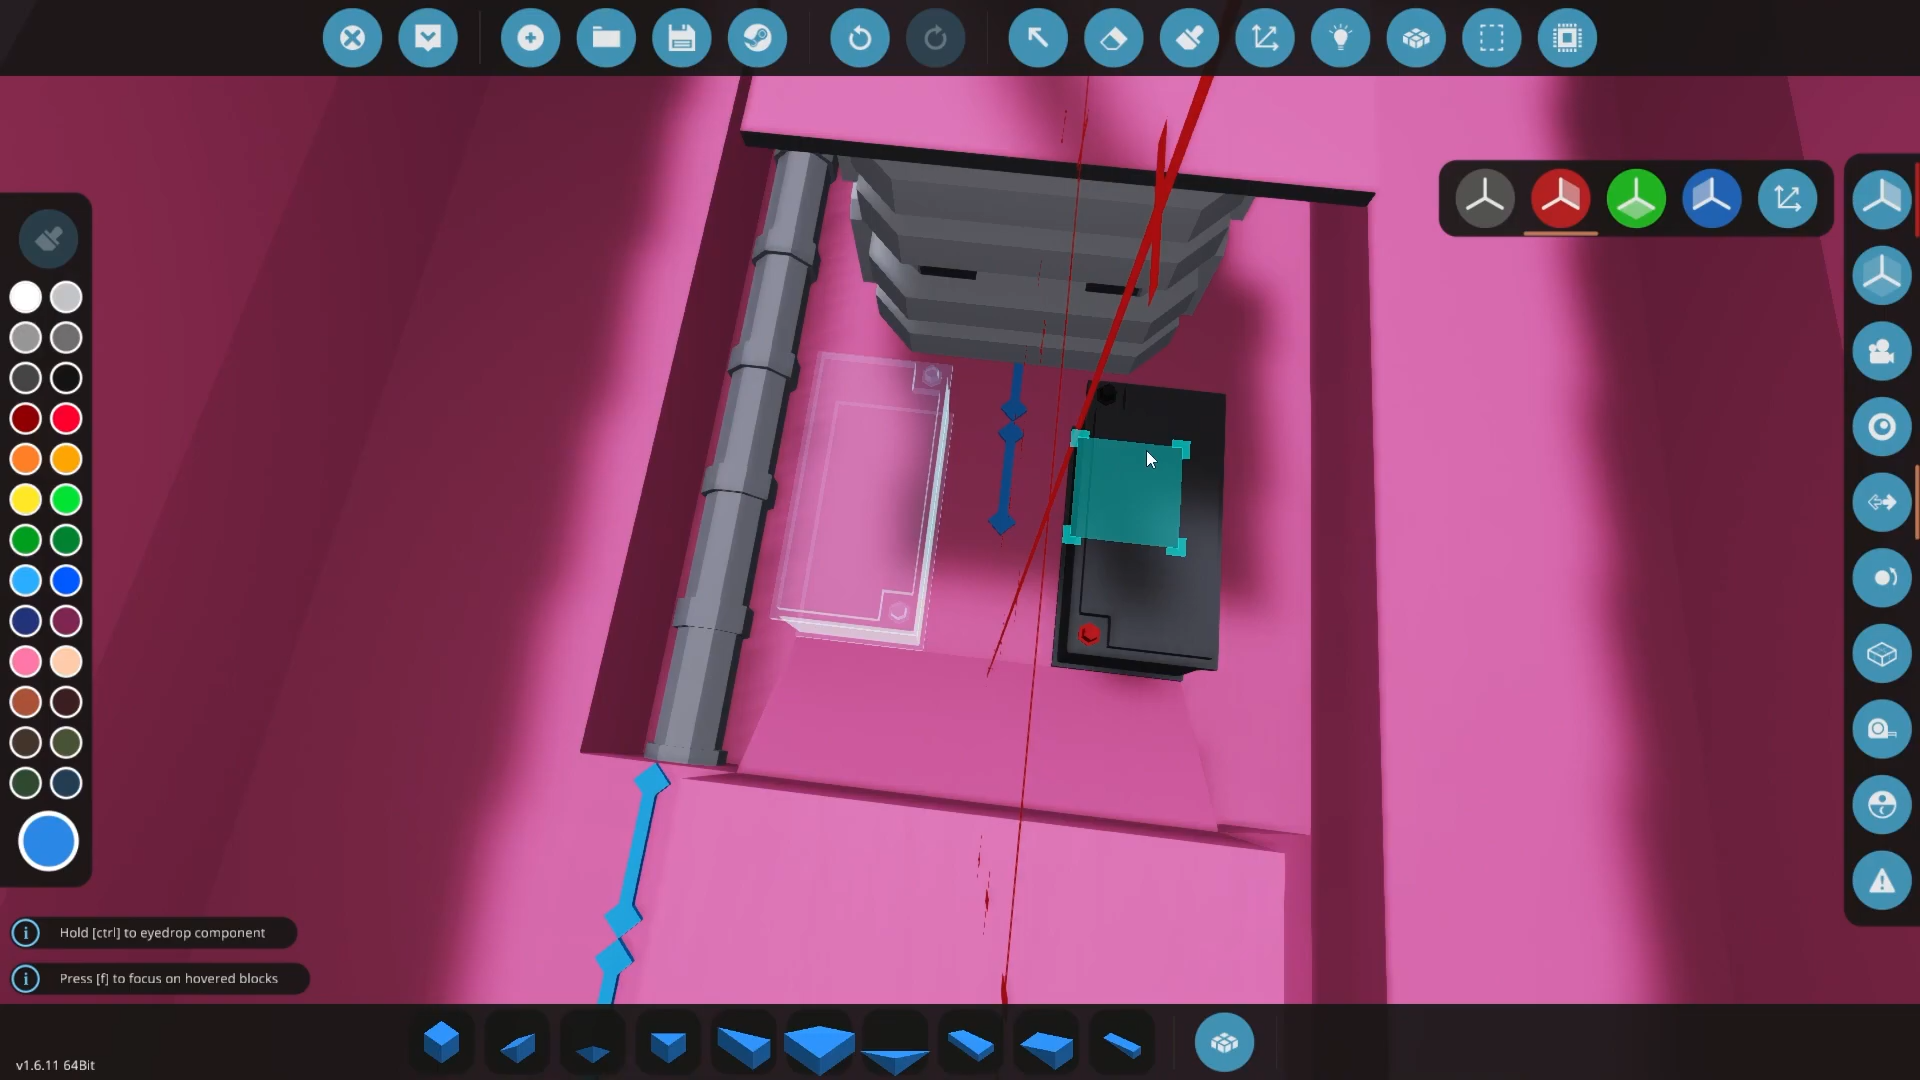 Hold [ctrl] to eyedrop component
Press [f] to focus on hovered blocks
v1.6.11 64Bit